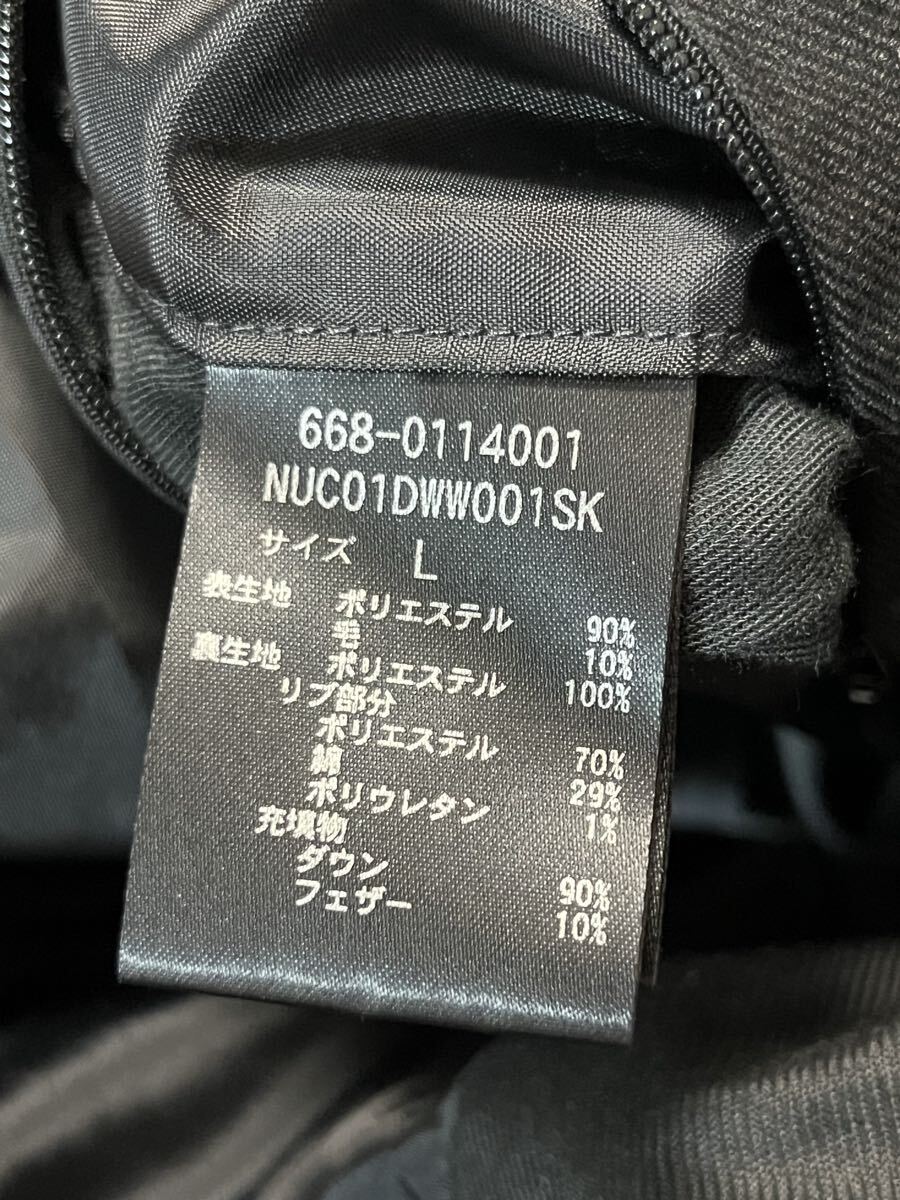 668-0114001
NUC01DWW001SK
サイズ L
表生地 ポリエステル 90%
毛 10%
裏生地 ポリエステル 100%
リブ部分
ポリエステル 70%
綿 29%
ポリウレタン 1%
充填物
ダウン 90%
フェザー 10%